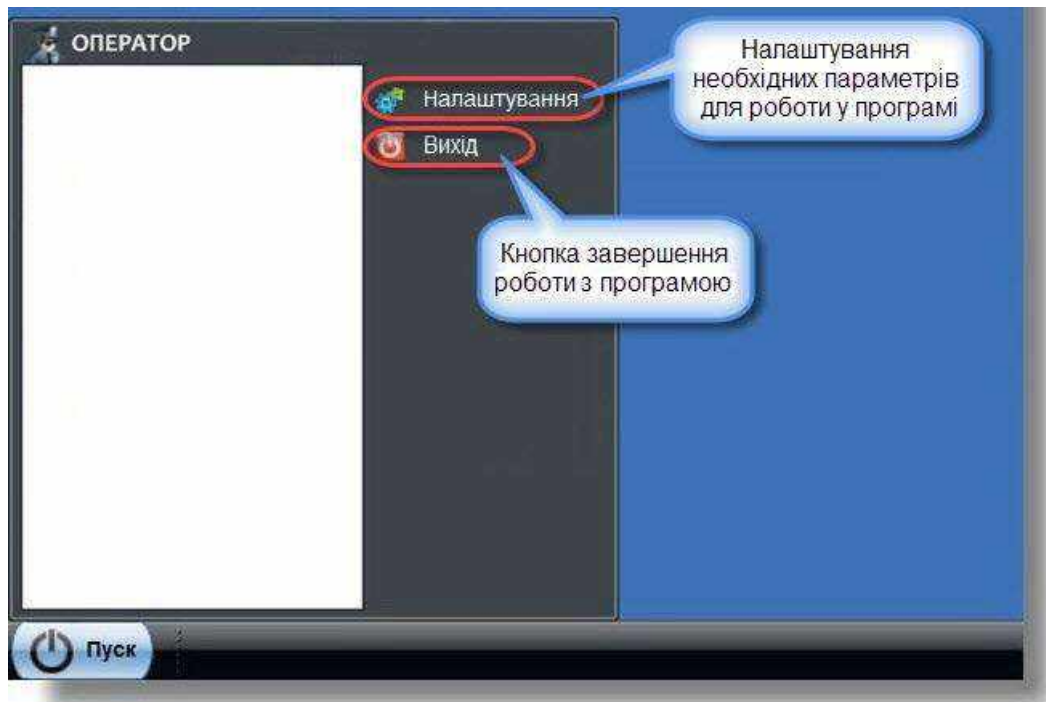 ОПЕРАТОР
Налаштування
Вихід
Налаштування
необхідних параметрів
для роботи у програмі
Кнопка завершення
роботи з програмою
Пуск